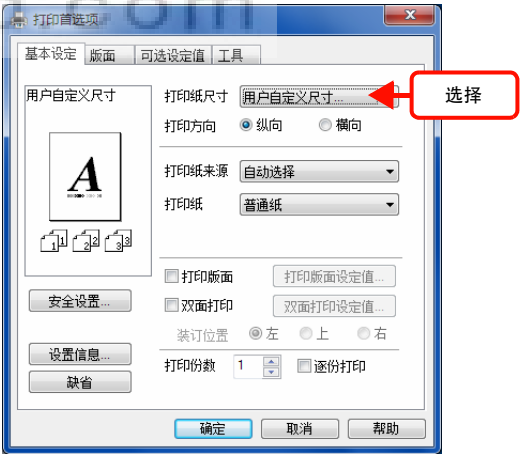 打印首选项
基本设定 版面 可选设定值 工具
用户自定义尺寸
A
1 1 2 2 3 3
安全设置...
设置信息...
缺省
打印纸尺寸 用户自定义尺寸...
选择
打印方向 纵向 横向
打印纸来源 自动选择
打印纸 普通纸
打印版面 打印版面设定值...
双面打印 双面打印设定值...
装订位置 左 上 右
打印份数 1 逐份打印
确定 取消 帮助